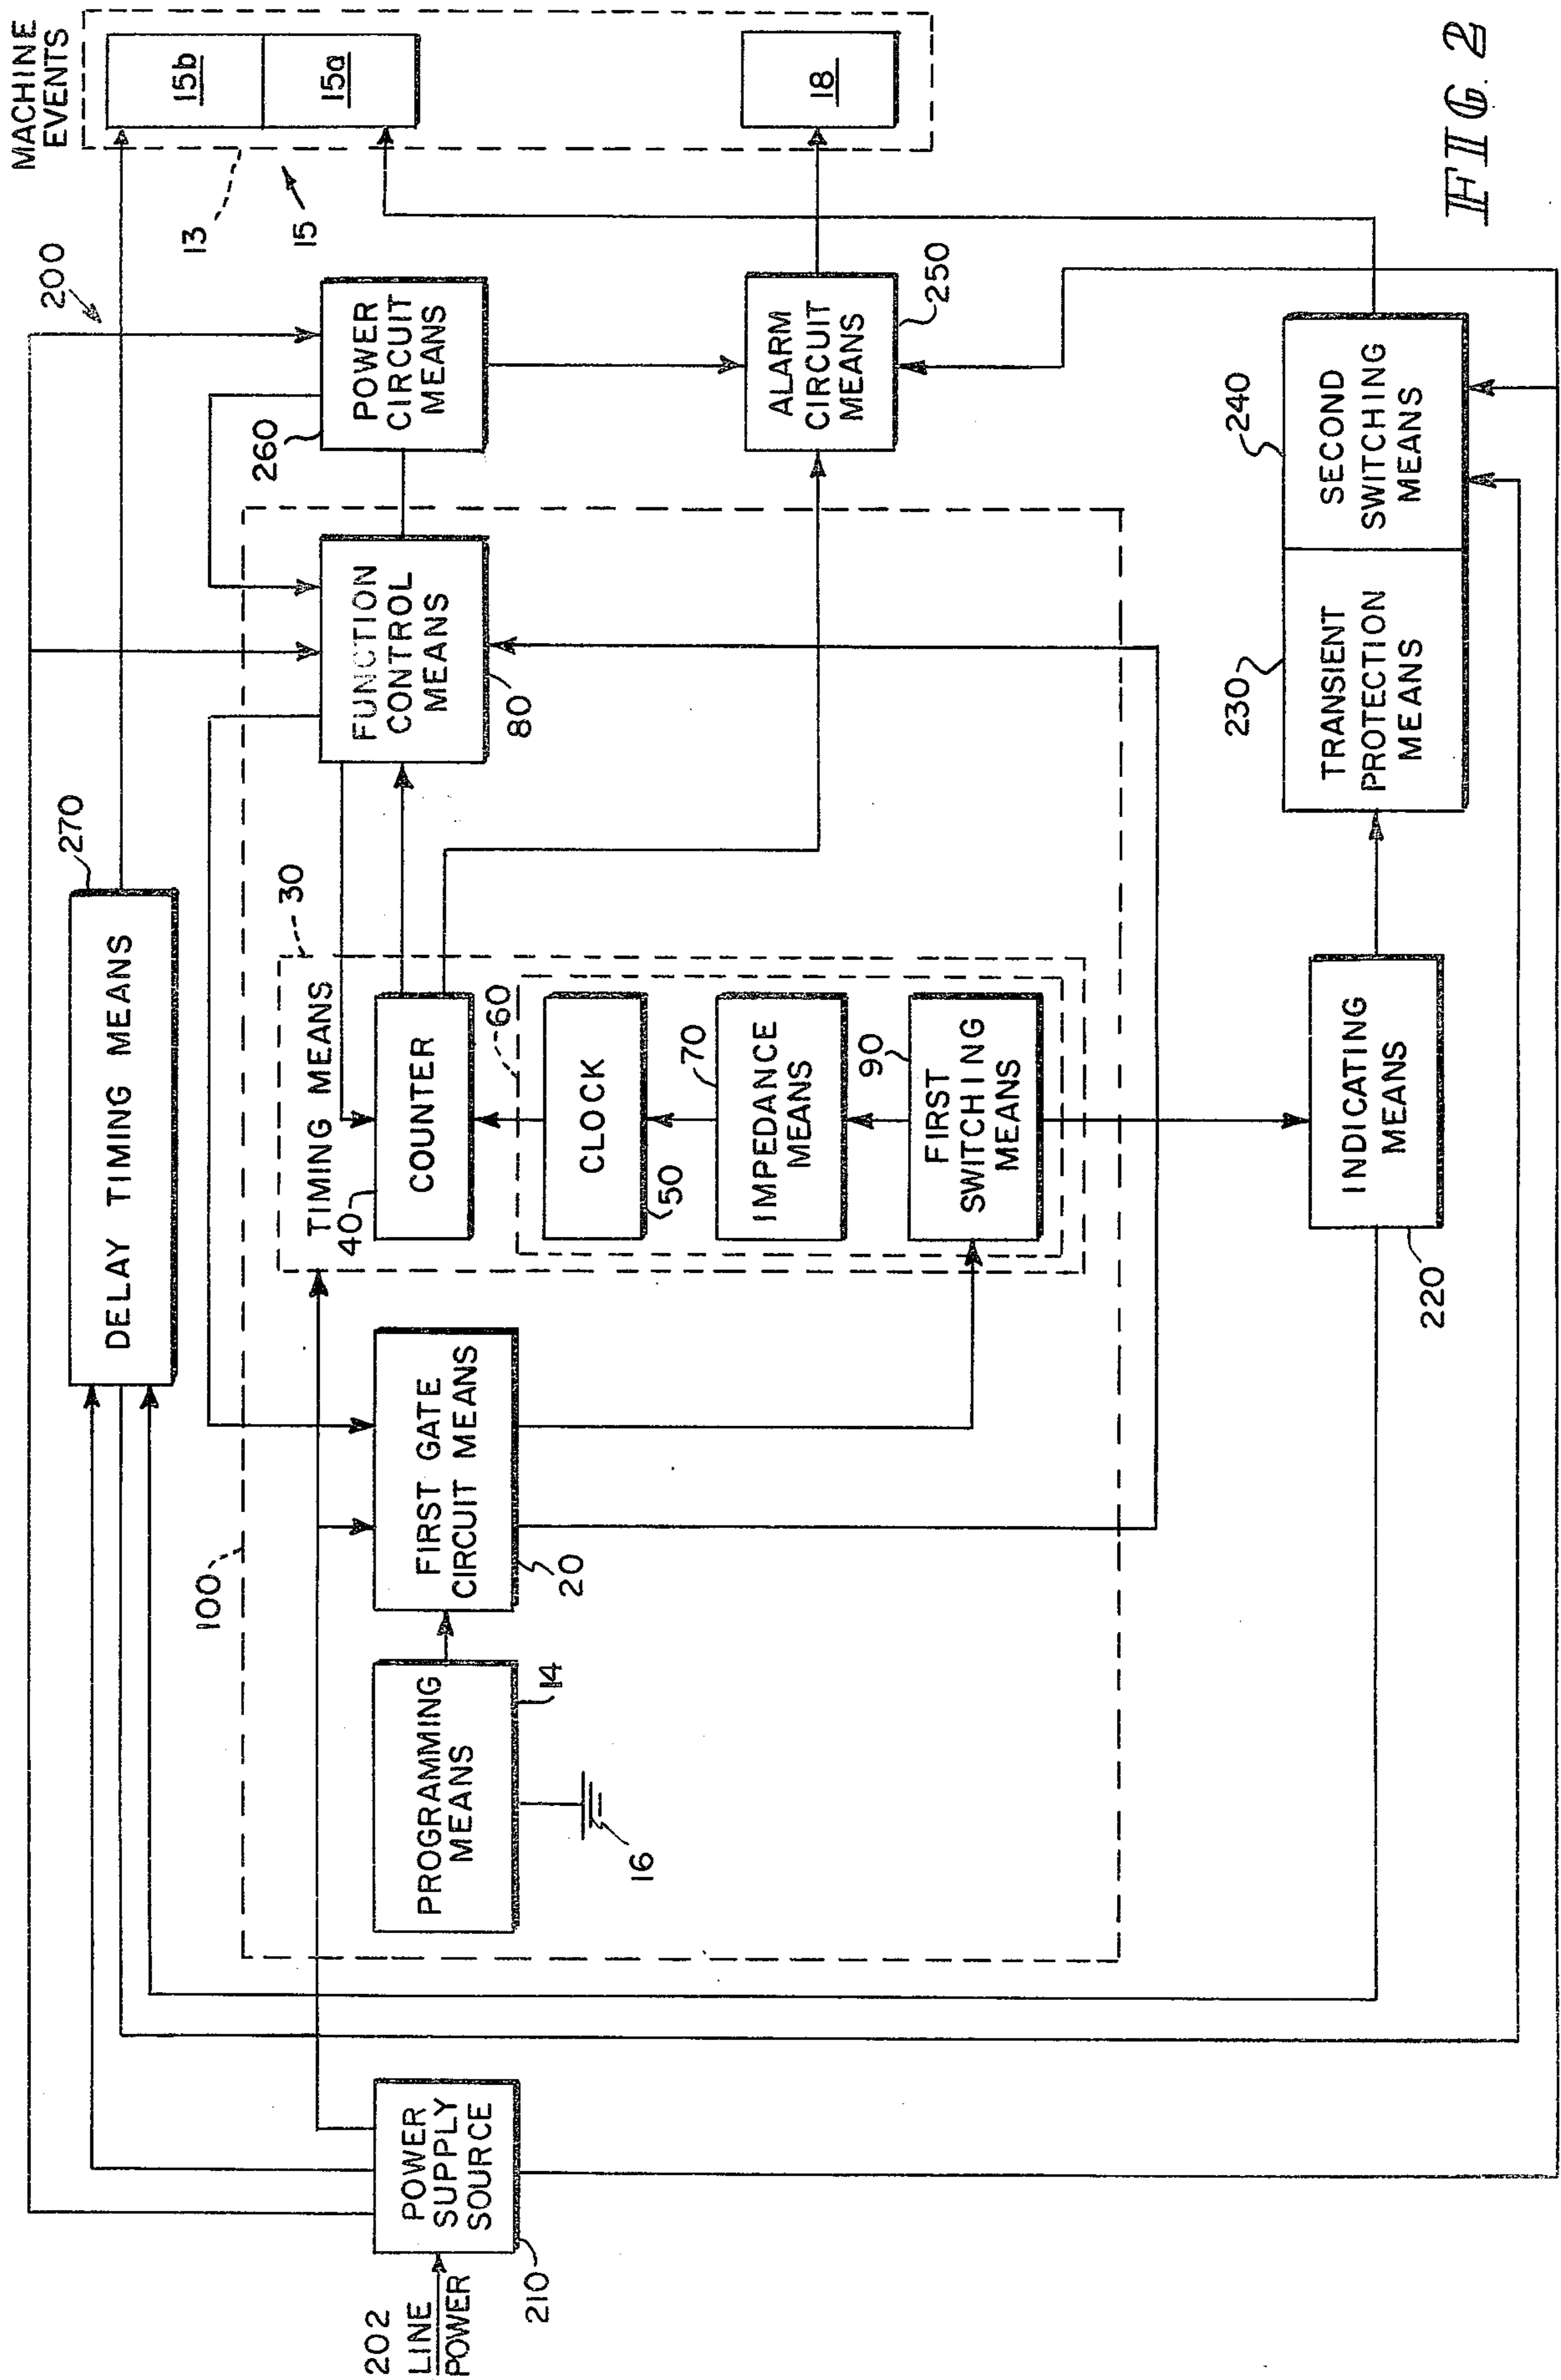 MACHINE
EVENTS
15b
15a
18
13
15
200
270
DELAY TIMING MEANS
POWER
CIRCUIT
MEANS
260
ALARM
CIRCUIT
MEANS
250
FUNCTION
CONTROL
MEANS
80
30
TIMING MEANS
40
COUNTER
60
CLOCK
50
70
IMPEDANCE
MEANS
90
FIRST
SWITCHING
MEANS
100
FIRST GATE
CIRCUIT MEANS
20
PROGRAMMING
MEANS
14
16
240
SECOND
SWITCHING
MEANS
230
TRANSIENT
PROTECTION
MEANS
INDICATING
MEANS
220
POWER
SUPPLY
SOURCE
210
202
LINE
POWER
FIG. 2